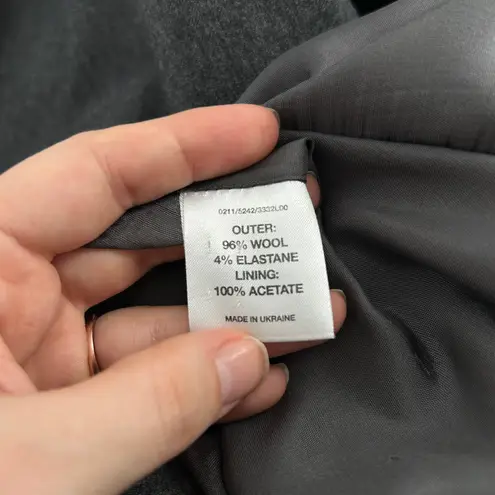 0211/5242/3332L00
OUTER:
96% WOOL
4% ELASTANE
LINING:
100% ACETATE
MADE IN UKRAINE